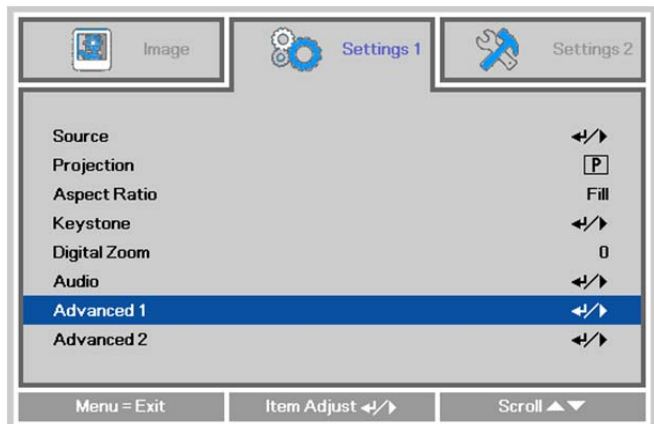 Image
Settings 1
Settings 2
Source ↵/▶
Projection P
Aspect Ratio Fill
Keystone ↵/▶
Digital Zoom 0
Audio ↵/▶
Advanced 1 ↵/▶
Advanced 2 ↵/▶
Menu = Exit
Item Adjust ↵/▶
Scroll ▲▼